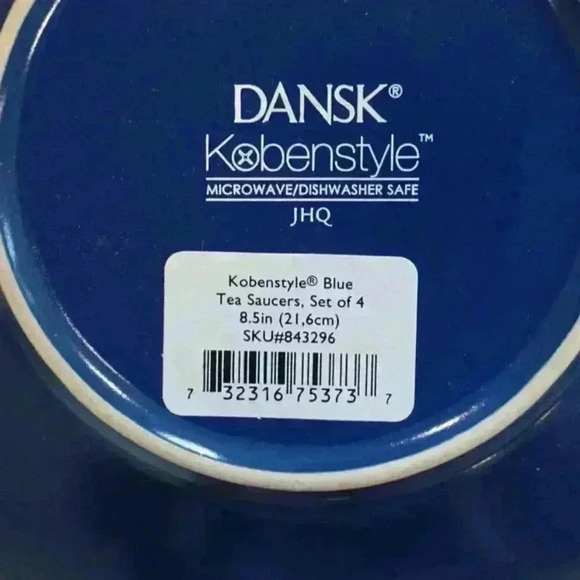 DANSK®
Kobenstyle™
MICROWAVE/DISHWASHER SAFE
JHQ
Kobenstyle® Blue
Tea Saucers, Set of 4
8.5in (21,6cm)
SKU#843296
7 32316 75373 7